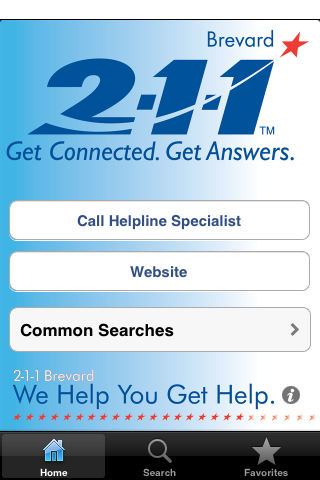 Brevard
2-1-1 ™
Get Connected. Get Answers.
Call Helpline Specialist
Website
Common Searches
2-1-1 Brevard
We Help You Get Help. i
Home Search Favorites